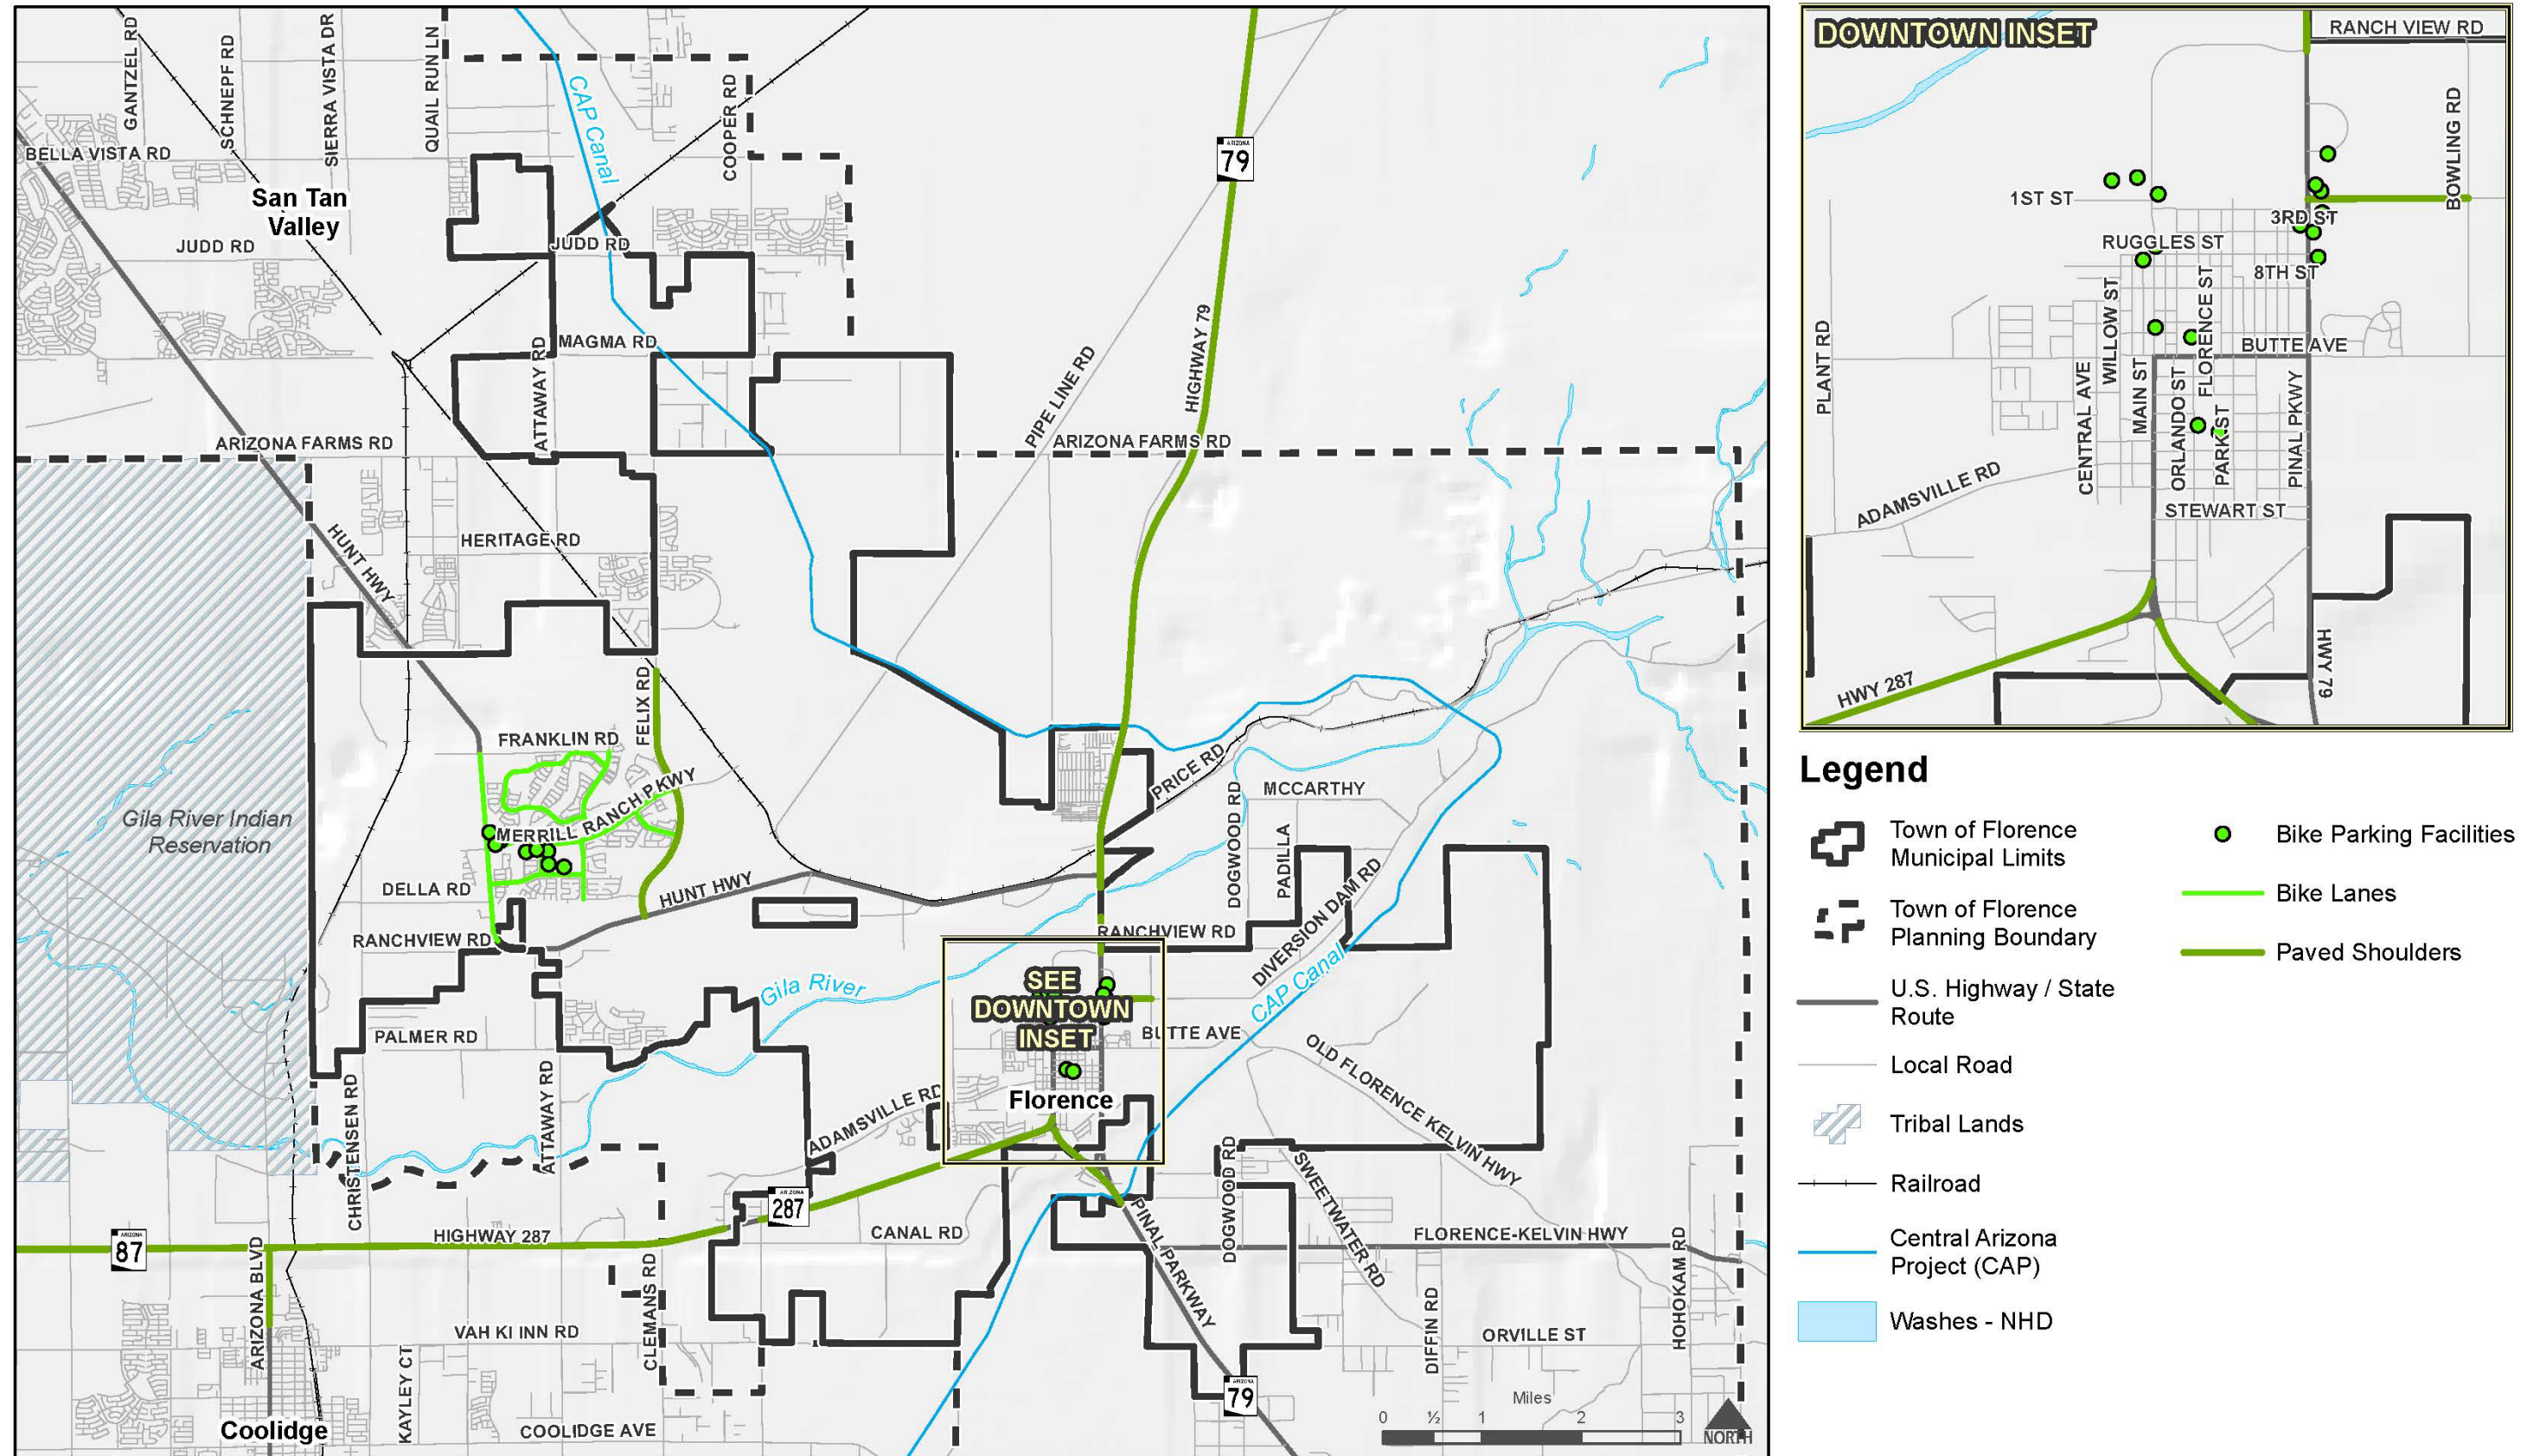 GANTZEL RD
SCHNEPF RD
SIERRA VISTA DR
QUAIL RUN LN
COOPER RD
CAP Canal
BELLA VISTA RD
San Tan
Valley
ARIZONA
79
JUDD RD
JUDD RD
HIGHWAY 79
MAGMA RD
ATTAWAY RD
PIPE LINE RD
ARIZONA FARMS RD
ARIZONA FARMS RD
HUNT HWY
HERITAGE RD
FELIX RD
FRANKLIN RD
MERRILL RANCH PKWY
PRICE RD
MCCARTHY
DOGWOOD RD
PADILLA
Gila River Indian
Reservation
DELLA RD
HUNT HWY
DIVERSION DAM RD
RANCHVIEW RD
RANCHVIEW RD
Gila River
CAP Canal
SEE
DOWNTOWN
INSET
PALMER RD
BUTTE AVE
OLD FLORENCE KELVIN HWY
CHRISTENSEN RD
ATTAWAY RD
ADAMSVILLE RD
Florence
DOGWOOD RD
SWEETWATER RD
ARIZONA
287
ARIZONA
87
HIGHWAY 287
CANAL RD
PINAL PARKWAY
FLORENCE-KELVIN HWY
ARIZONA BLVD
CLEMANS RD
HOHOKAM RD
VAH KI INN RD
DIFFIN RD
ORVILLE ST
KAYLEY CT
ARIZONA
79
Coolidge
COOLIDGE AVE
Miles
0 ½ 1 2 3
NORTH
DOWNTOWN INSET
RANCH VIEW RD
BOWLING RD
1ST ST
3RD ST
RUGGLES ST
8TH ST
PLANT RD
WILLOW ST
FLORENCE ST
BUTTE AVE
CENTRAL AVE
MAIN ST
ORLANDO ST
PARK ST
PINAL PKWY
ADAMSVILLE RD
STEWART ST
HWY 287
HWY 79
Legend
Town of Florence
Municipal Limits
Town of Florence
Planning Boundary
U.S. Highway / State
Route
Local Road
Tribal Lands
Railroad
Central Arizona
Project (CAP)
Washes - NHD
Bike Parking Facilities
Bike Lanes
Paved Shoulders